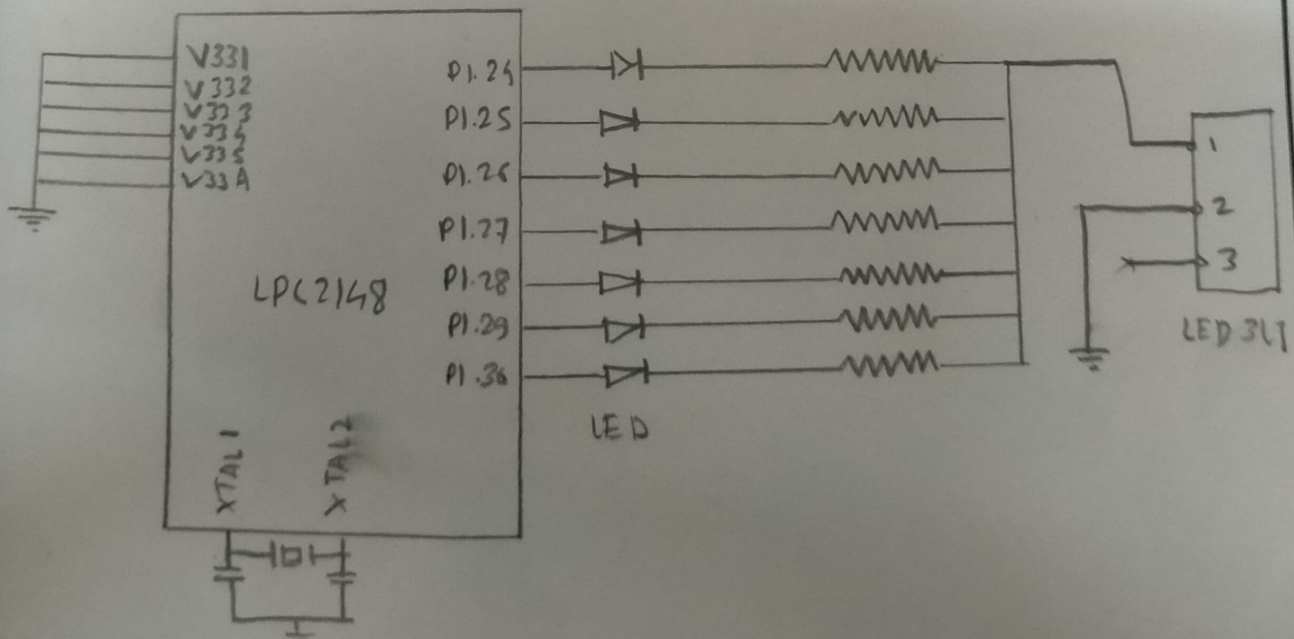 V331
V332
V333
V334
V335
V33A
P1.24
P1.25
P1.26
P1.27
P1.28
P1.29
P1.30
LPC2148
XTAL1
XTAL2
LED
1
2
3
LED